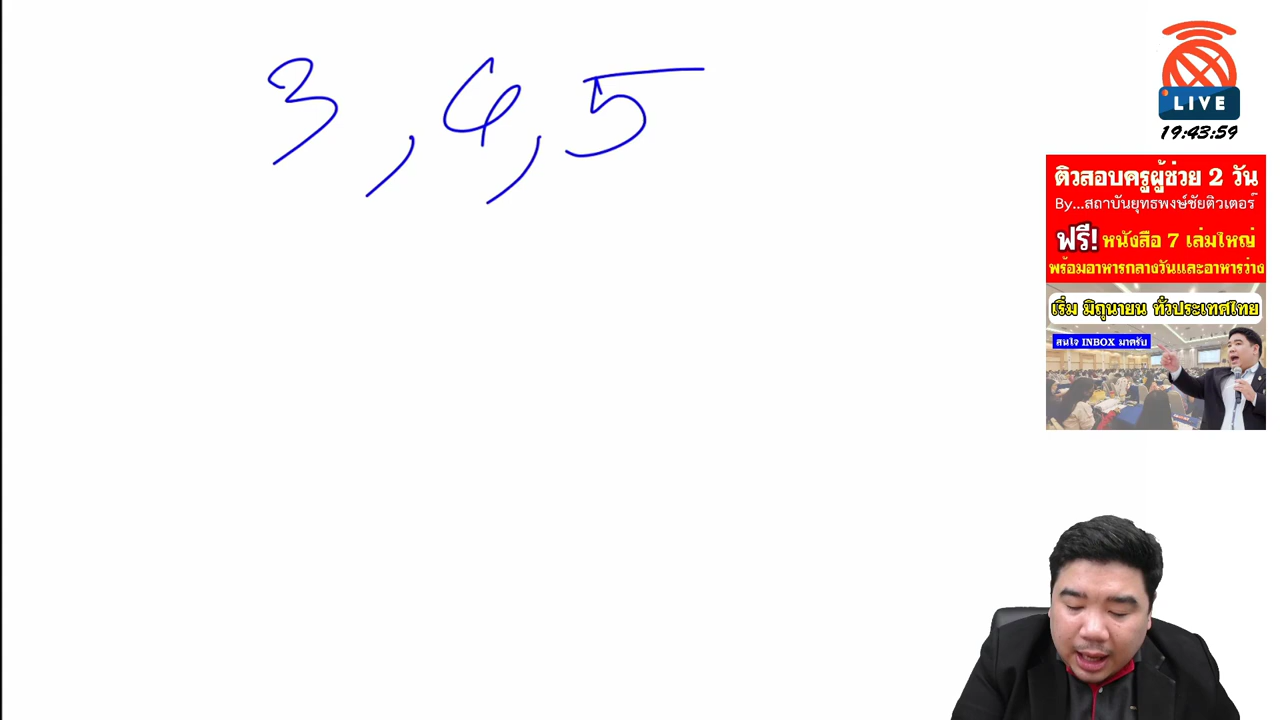 3 , 4 , 5
LIVE
19:43:59
ติวสอบครูผู้ช่วย 2 วัน
By...สถาบันยุทธพงษ์ชัยติวเตอร์
ฟรี! หนังสือ 7 เล่มใหญ่
พร้อมอาหารกลางวันและอาหารว่าง
เริ่ม มิถุนายน ทั่วประเทศไทย
สนใจ INBOX มาครับ